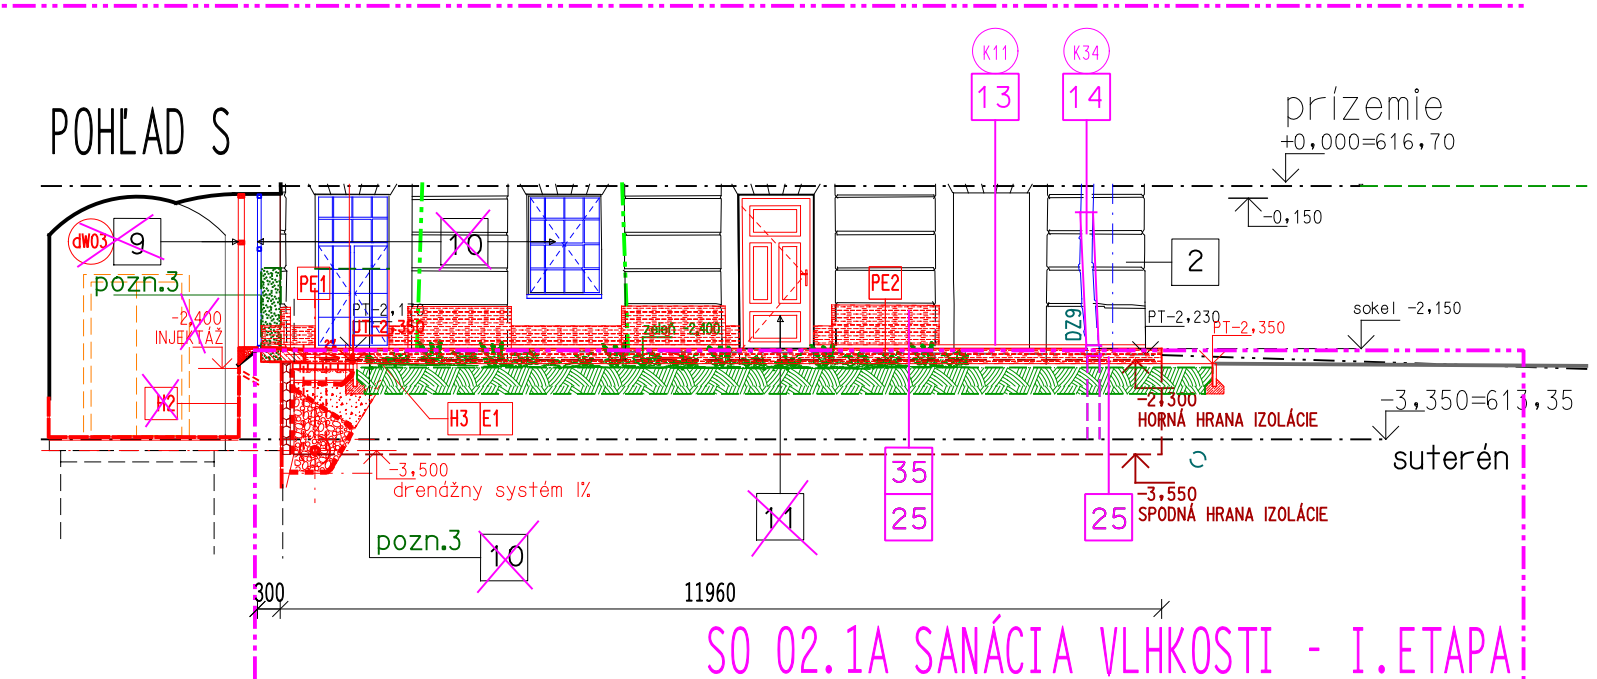 K11
K34
13
14
POHĽAD S
prízemie
+0,000=616,70
-0,150
dW03
9
10
2
pozn.3
PE1
PE2
-2,400
INJEKTÁŽ
UT-2,350
zeleň -2,400
DZ9
PT-2,230
PT-2,350
sokel -2,150
H2
H3 E1
-2,300
HORNÁ HRANA IZOLÁCIE
-3,350=613,35
suterén
-3,500
drenážny systém 1%
35
25
11
25
-3,550
SPODNÁ HRANA IZOLÁCIE
pozn.3
10
300
11960
SO 02.1A SANÁCIA VLHKOSTI - I.ETAPA